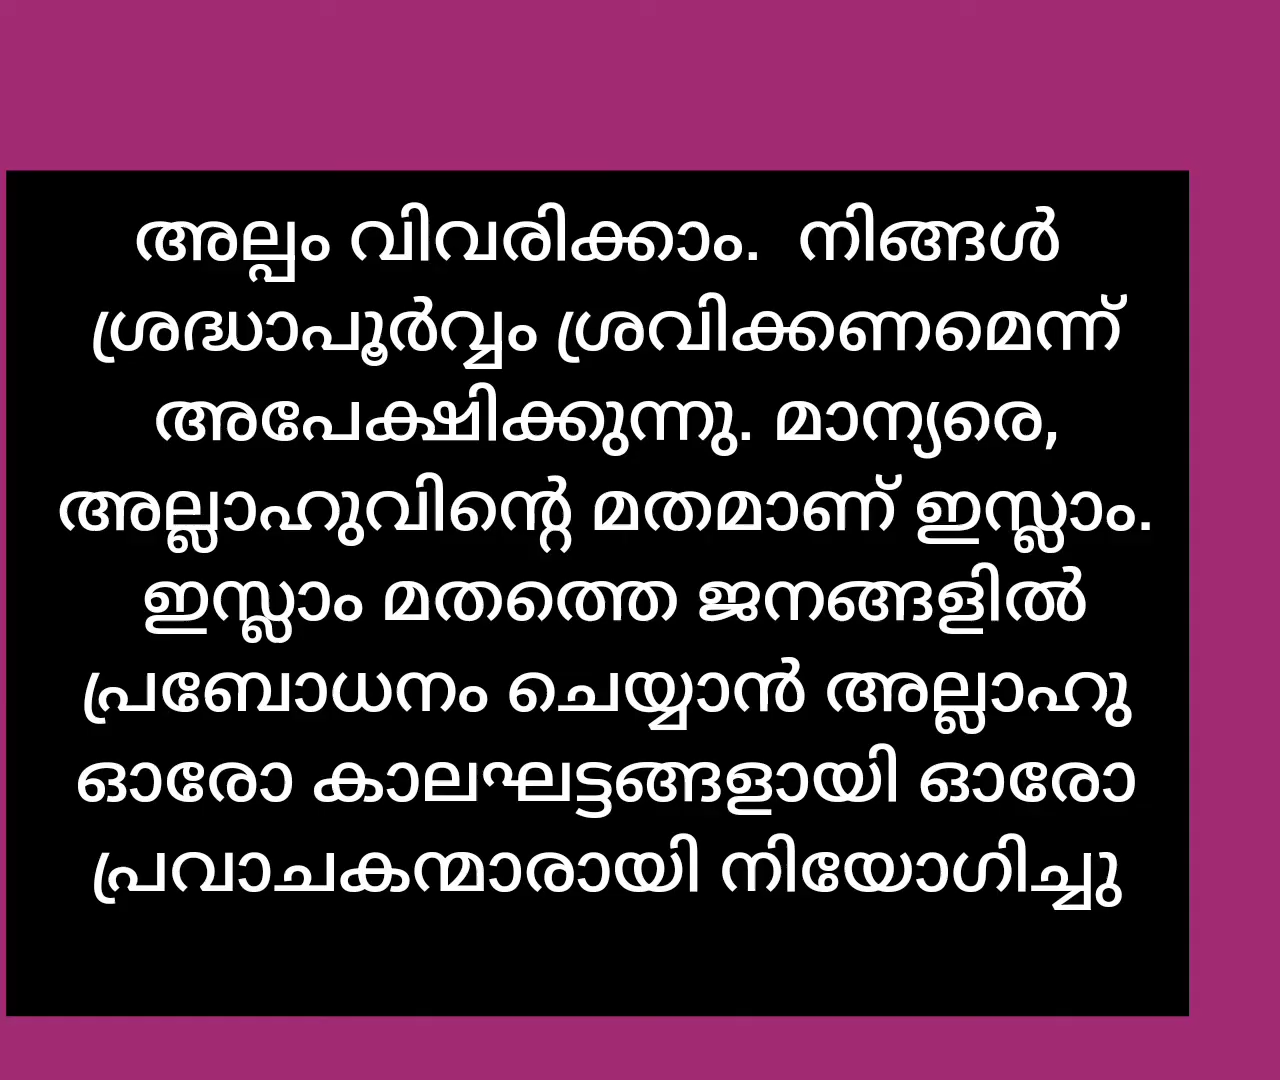 അല്പം വിവരിക്കാം.  നിങ്ങൾ
ശ്രദ്ധാപൂർവ്വം ശ്രവിക്കണമെന്ന്
അപേക്ഷിക്കുന്നു. മാന്യരെ,
അല്ലാഹുവിന്റെ മതമാണ് ഇസ്ലാം.
ഇസ്ലാം മതത്തെ ജനങ്ങളിൽ
പ്രബോധനം ചെയ്യാൻ അല്ലാഹു
ഓരോ കാലഘട്ടങ്ങളായി ഓരോ
പ്രവാചകന്മാരായി നിയോഗിച്ചു